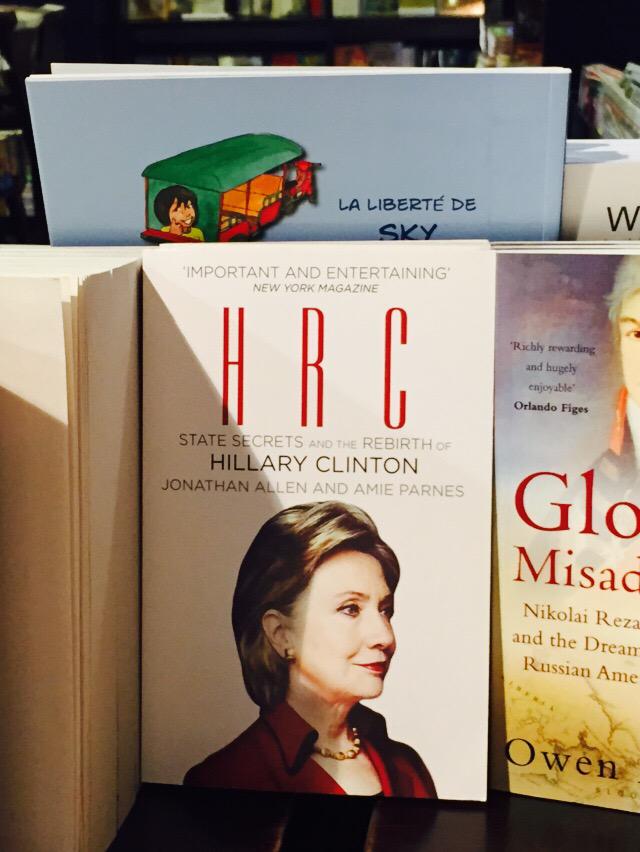 LA LIBERTÉ DE
SKY
W
'IMPORTANT AND ENTERTAINING'
NEW YORK MAGAZINE
HRC
STATE SECRETS AND THE REBIRTH OF
HILLARY CLINTON
JONATHAN ALLEN AND AMIE PARNES
'Richly rewarding
and hugely
enjoyable'
Orlando Figes
Glo
Misad
Nikolai Reza
and the Dream
Russian Ame
Owen